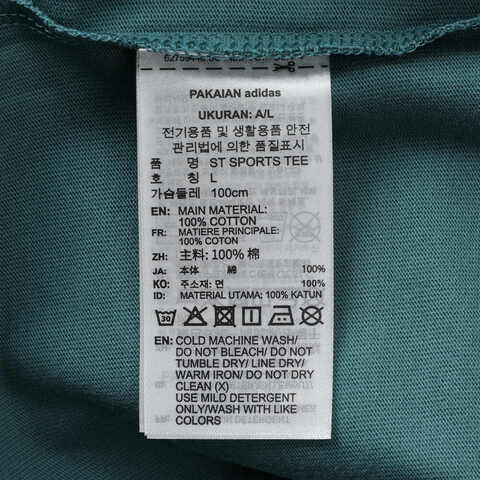 PAKAIAN adidas
UKURAN: A/L
전기용품 및 생활용품 안전
관리법에 의한 품질표시
품 명 ST SPORTS TEE
호 칭 L
가슴둘레 100cm
EN: MAIN MATERIAL:
100% COTTON
FR: MATIERE PRINCIPALE:
100% COTON
ZH: 主料: 100% 棉
JA: 本体 綿 100%
KO: 주소재: 면 100%
ID: MATERIAL UTAMA: 100% KATUN
30
EN: COLD MACHINE WASH/
DO NOT BLEACH/ DO NOT
TUMBLE DRY/ LINE DRY/
WARM IRON/ DO NOT DRY
CLEAN (X)
USE MILD DETERGENT
ONLY/WASH WITH LIKE
COLORS